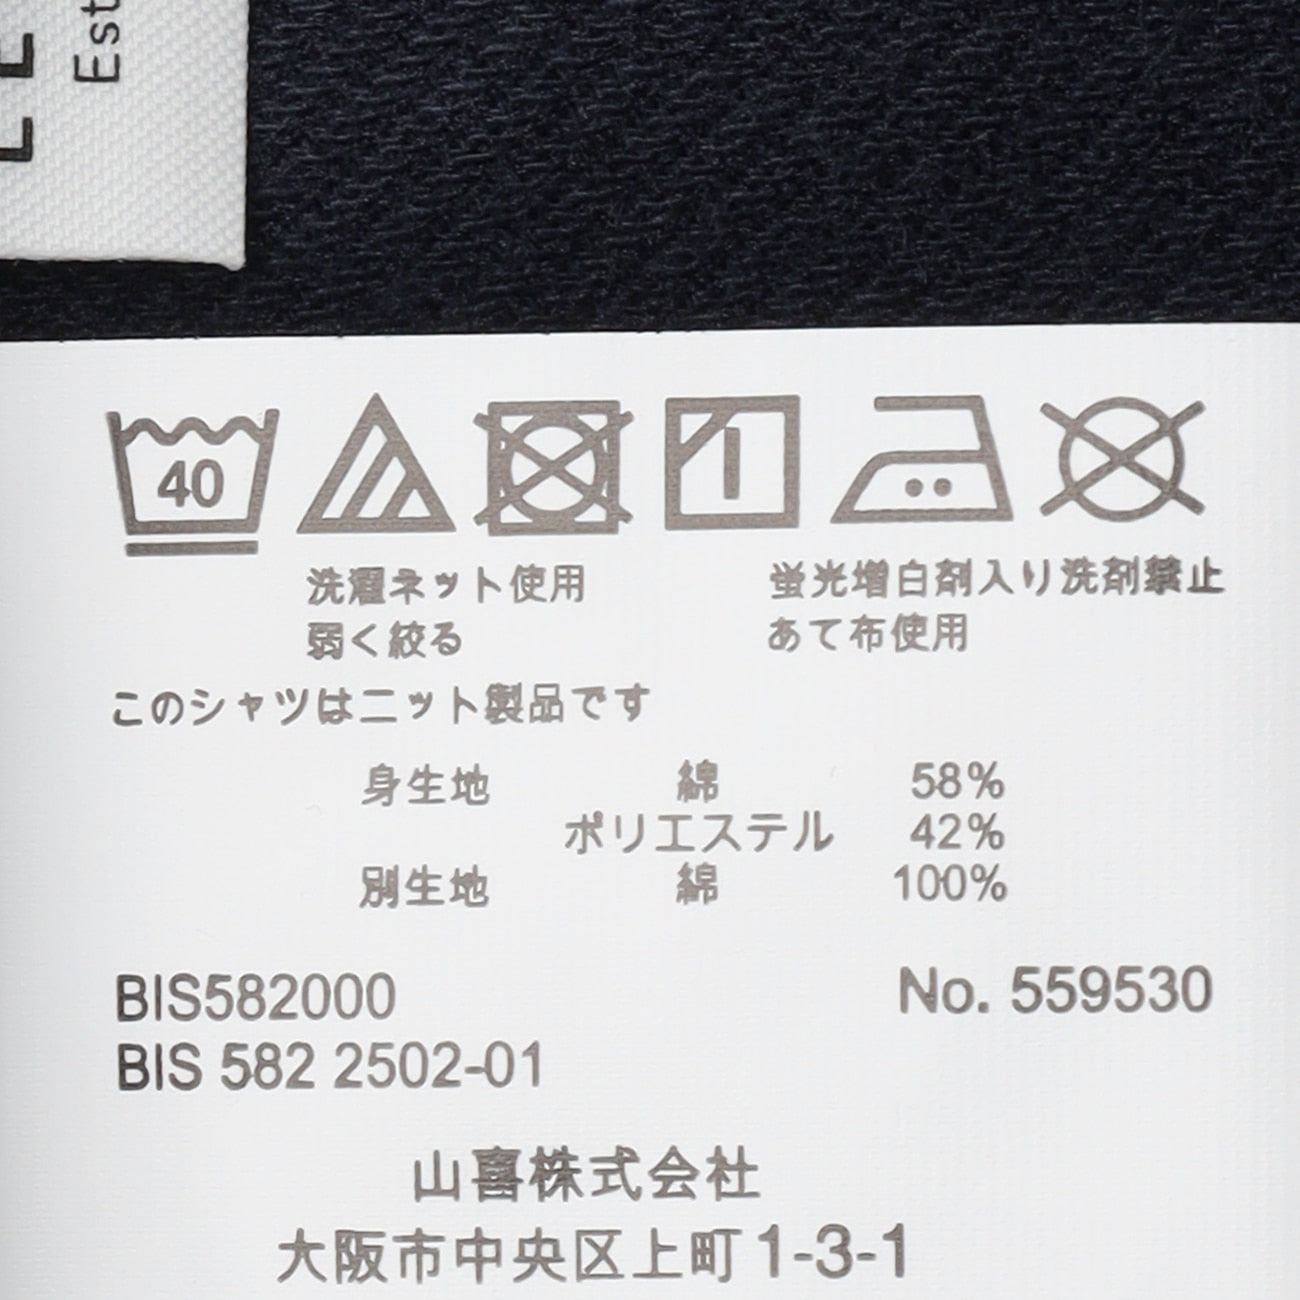 Est
40
洗濯ネット使用
弱く絞る
蛍光増白剤入り洗剤禁止
あて布使用
このシャツはニット製品です
身生地 綿 58%
ポリエステル 42%
別生地 綿 100%
BIS582000
No. 559530
BIS 582 2502-01
山喜株式会社
大阪市中央区上町1-3-1